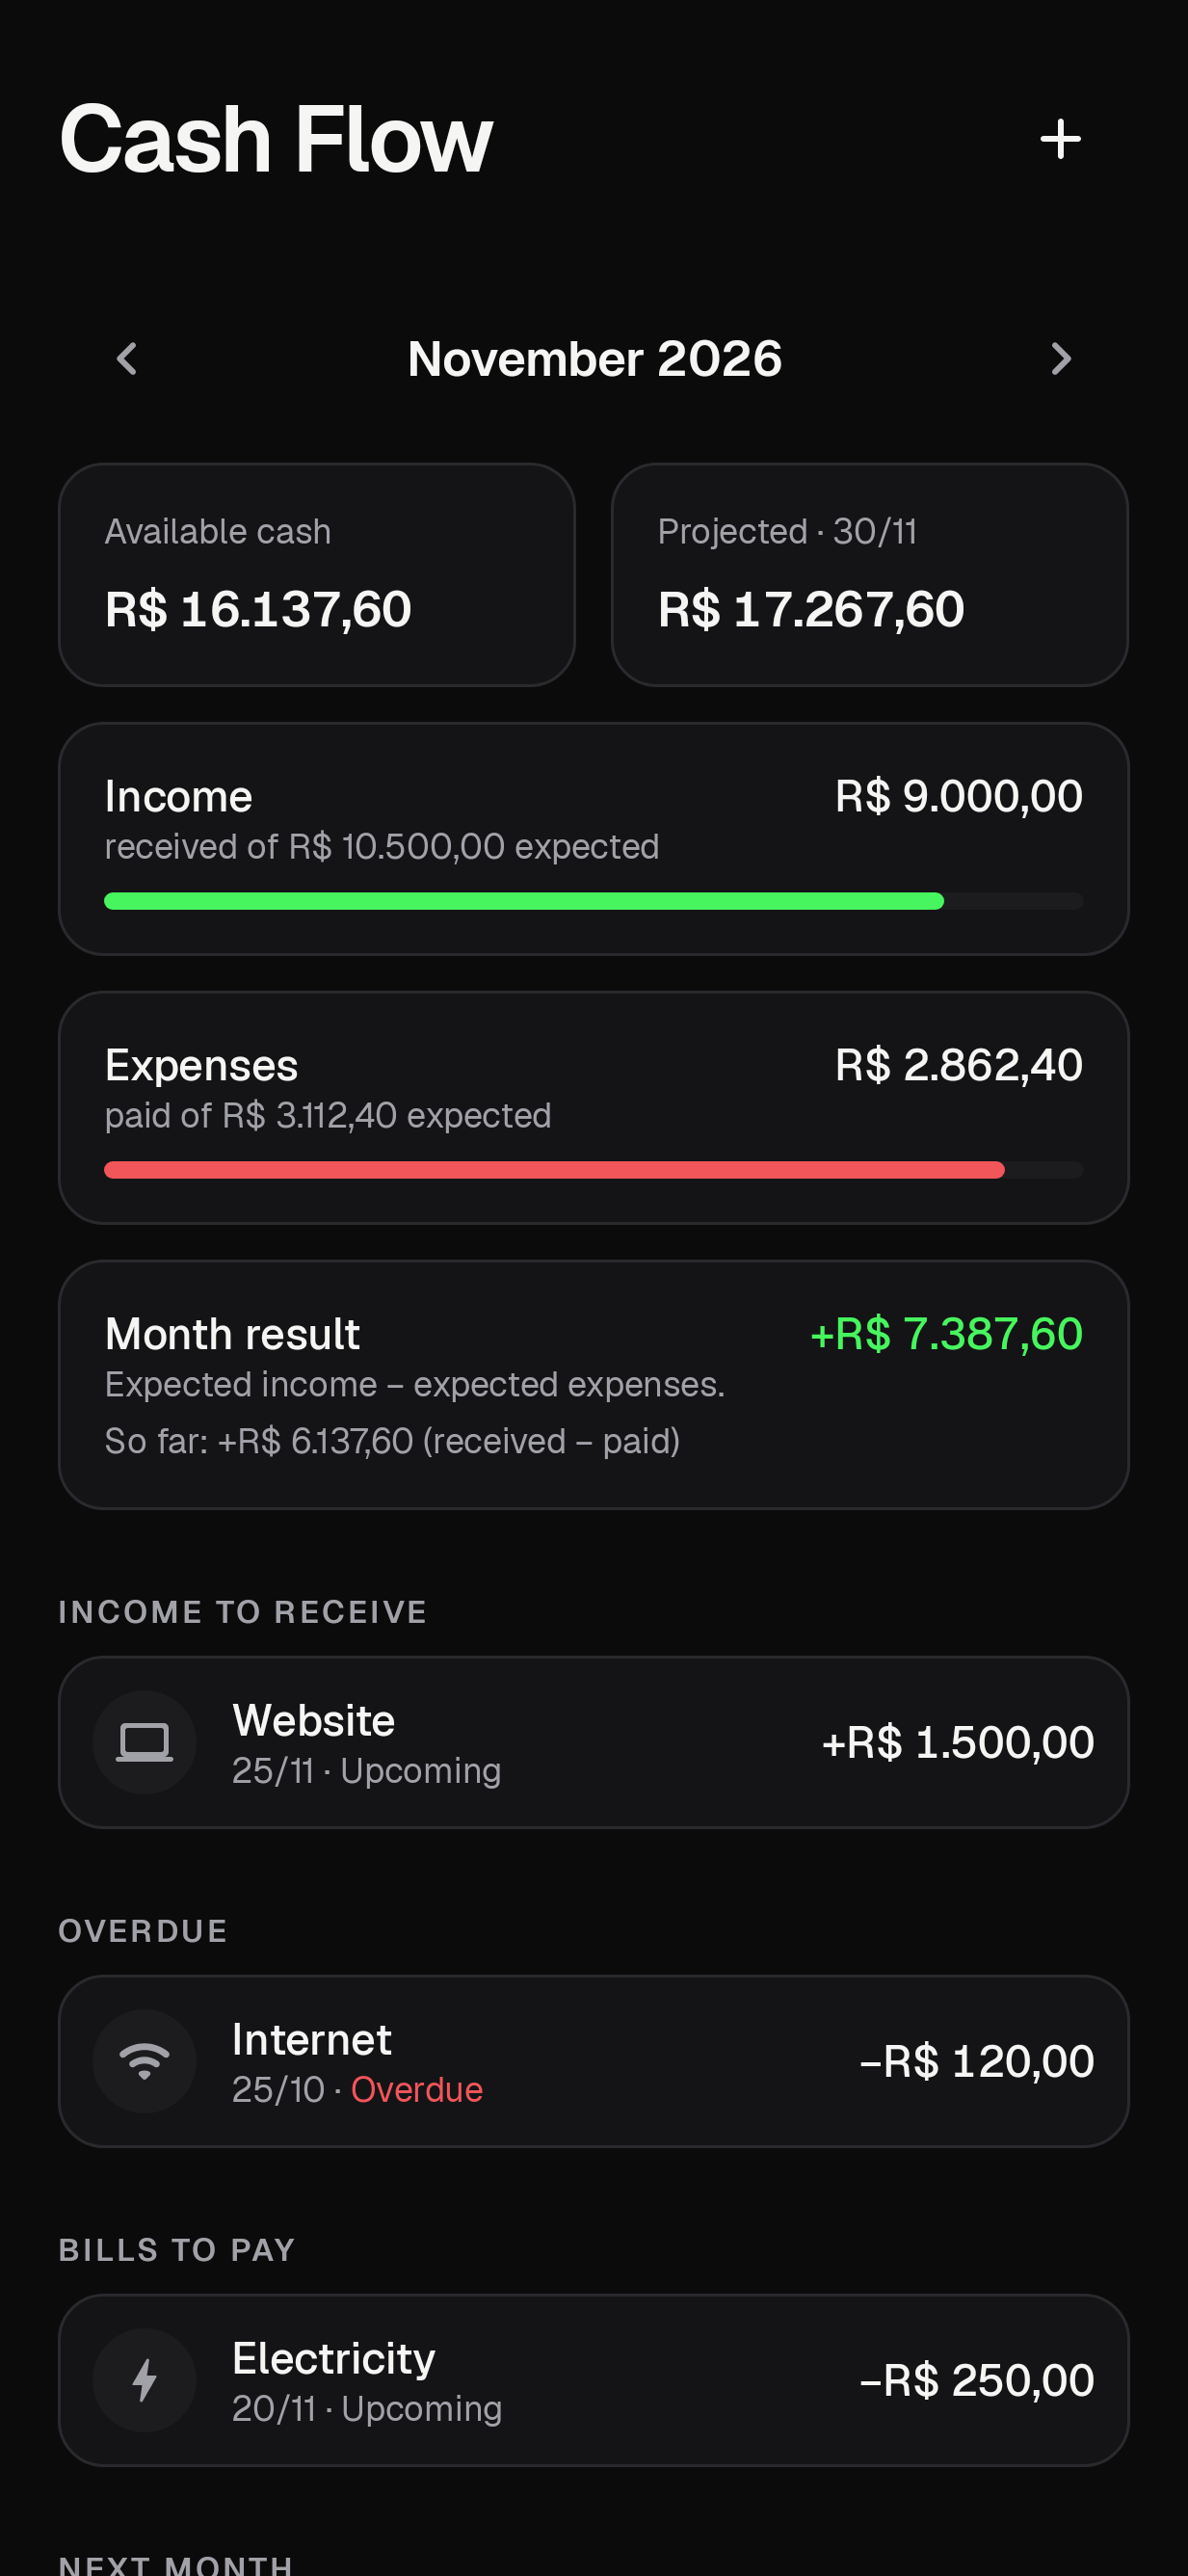 Cash Flow
November 2026
Available cash
R$ 16.137,60
Projected · 30/11
R$ 17.267,60
Income
R$ 9.000,00
received of R$ 10.500,00 expected
Expenses
R$ 2.862,40
paid of R$ 3.112,40 expected
Month result
+R$ 7.387,60
Expected income – expected expenses.
So far: +R$ 6.137,60 (received – paid)
INCOME TO RECEIVE
Website
25/11 · Upcoming
+R$ 1.500,00
OVERDUE
Internet
25/10 · Overdue
–R$ 120,00
BILLS TO PAY
Electricity
20/11 · Upcoming
–R$ 250,00
NEXT MONTH